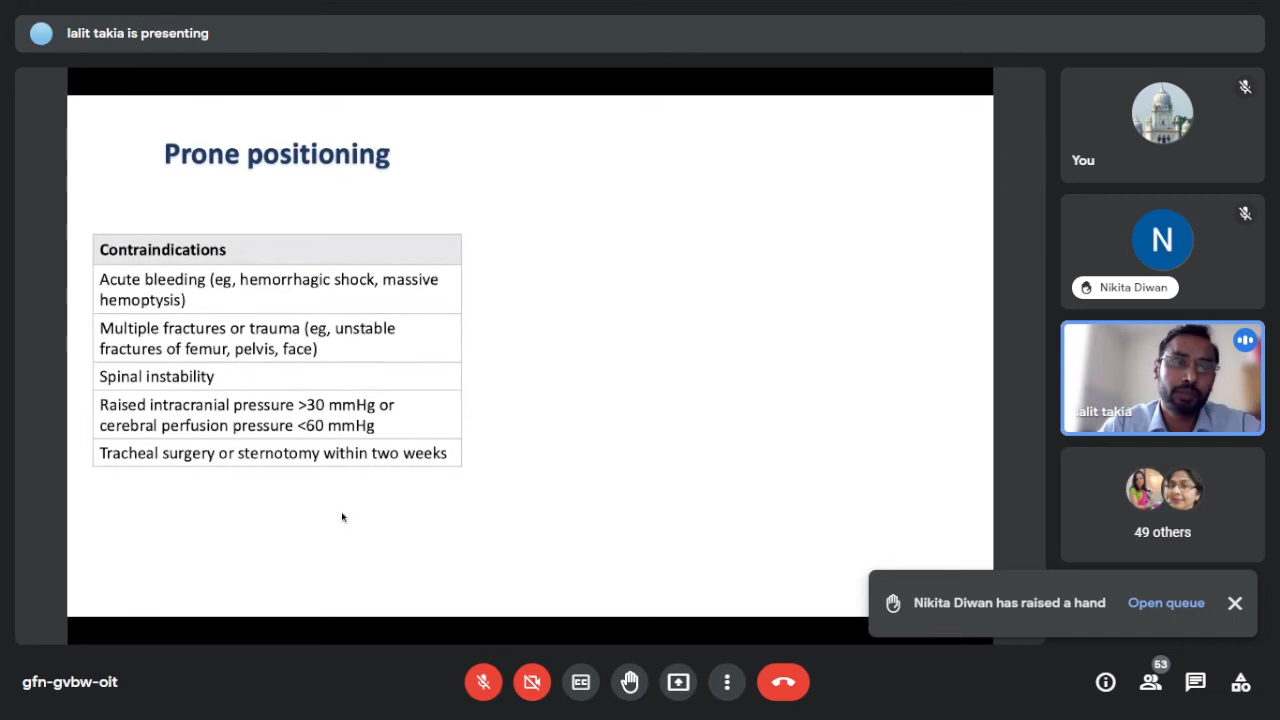 lalit takia is presenting
Prone positioning
Contraindications
Acute bleeding (eg, hemorrhagic shock, massive
hemoptysis)
Multiple fractures or trauma (eg, unstable
fractures of femur, pelvis, face)
Spinal instability
Raised intracranial pressure >30 mmHg or
cerebral perfusion pressure <60 mmHg
Tracheal surgery or sternotomy within two weeks
You
N
Nikita Diwan
lalit takia
49 others
Nikita Diwan has raised a hand
Open queue
gfn-gvbw-oit
CC
53